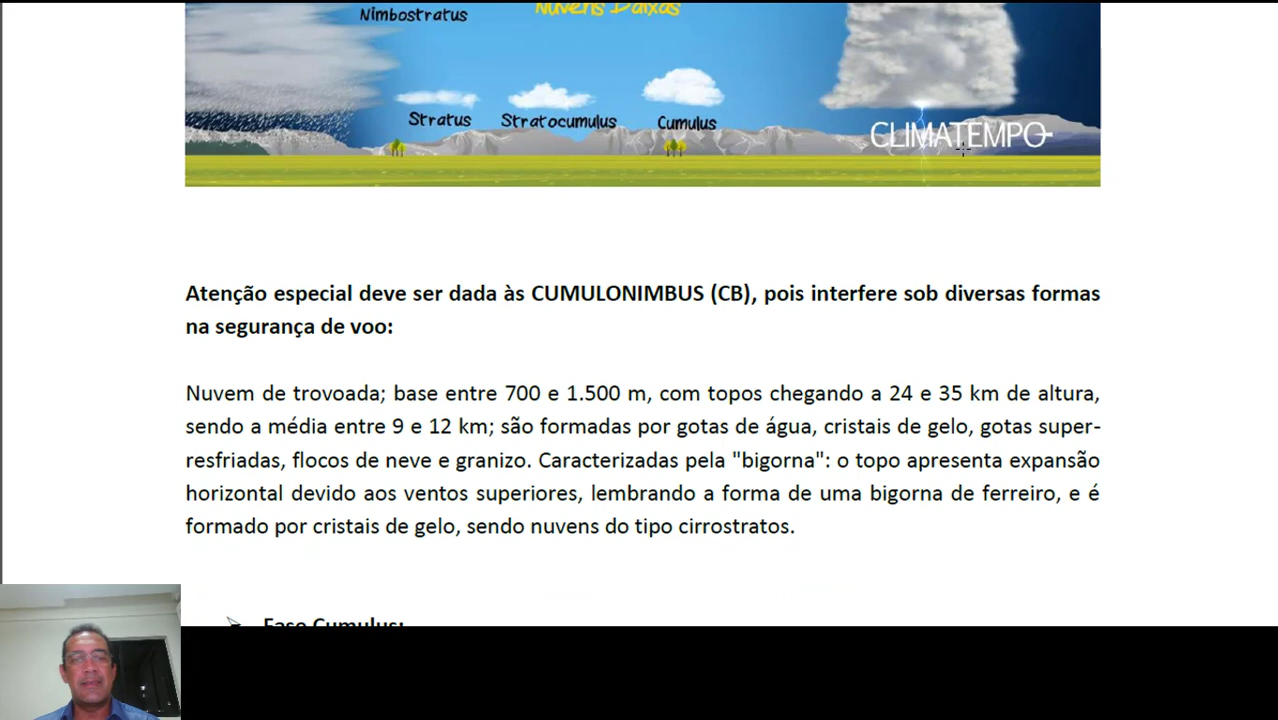 Nimbostratus
Nuvens Baixas
Stratus
Stratocumulus
Cumulus
CLIMATEMPO
Atenção especial deve ser dada às CUMULONIMBUS (CB), pois interfere sob diversas formas
na segurança de voo:
Nuvem de trovoada; base entre 700 e 1.500 m, com topos chegando a 24 e 35 km de altura,
sendo a média entre 9 e 12 km; são formadas por gotas de água, cristais de gelo, gotas super-
resfriadas, flocos de neve e granizo. Caracterizadas pela "bigorna": o topo apresenta expansão
horizontal devido aos ventos superiores, lembrando a forma de uma bigorna de ferreiro, e é
formado por cristais de gelo, sendo nuvens do tipo cirrostratos.
Fase Cumulus: